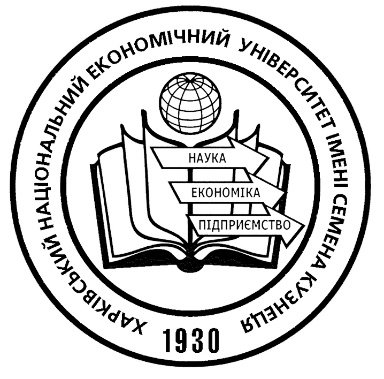 ХАРКІВСЬКИЙ НАЦІОНАЛЬНИЙ ЕКОНОМІЧНИЙ УНІВЕРСИТЕТ ІМЕНІ СЕМЕНА КУЗНЕЦЯ
НАУКА
ЕКОНОМІКА
ПІДПРИЄМСТВО
1930